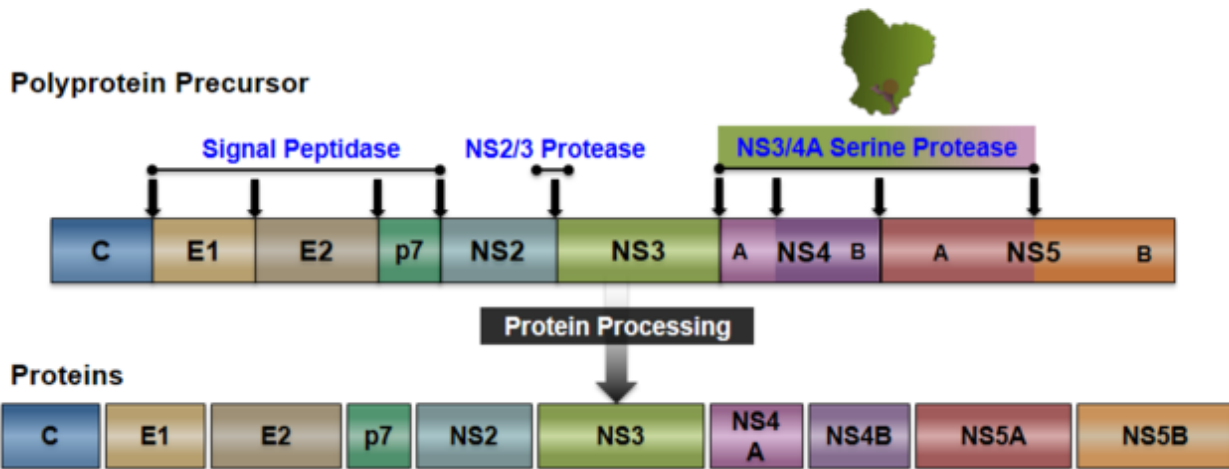 Polyprotein Precursor
Signal Peptidase NS2/3 Protease NS3/4A Serine Protease
C E1 E2 p7 NS2 NS3 A NS4 B A NS5 B
Protein Processing
Proteins
C E1 E2 p7 NS2 NS3 NS4 A NS4B NS5A NS5B